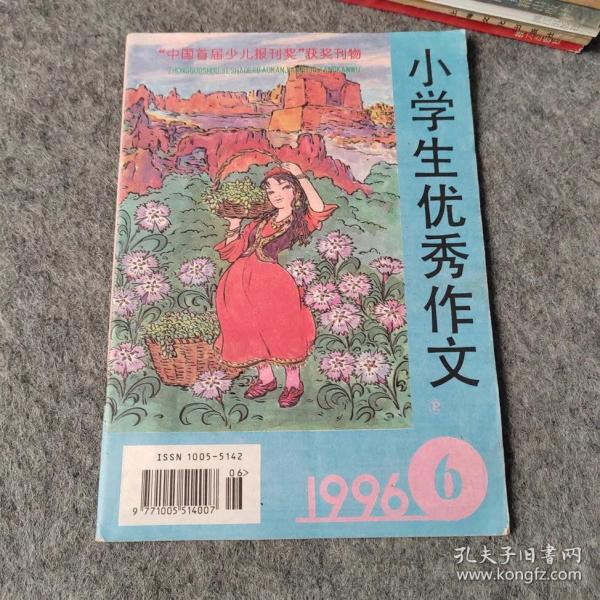 “中国首届少儿报刊奖”获奖刊物
小学生优秀作文
ISSN 1005-5142
06>
9 771005 514007
1996
6
孔夫子旧书网
www.kongfz.com